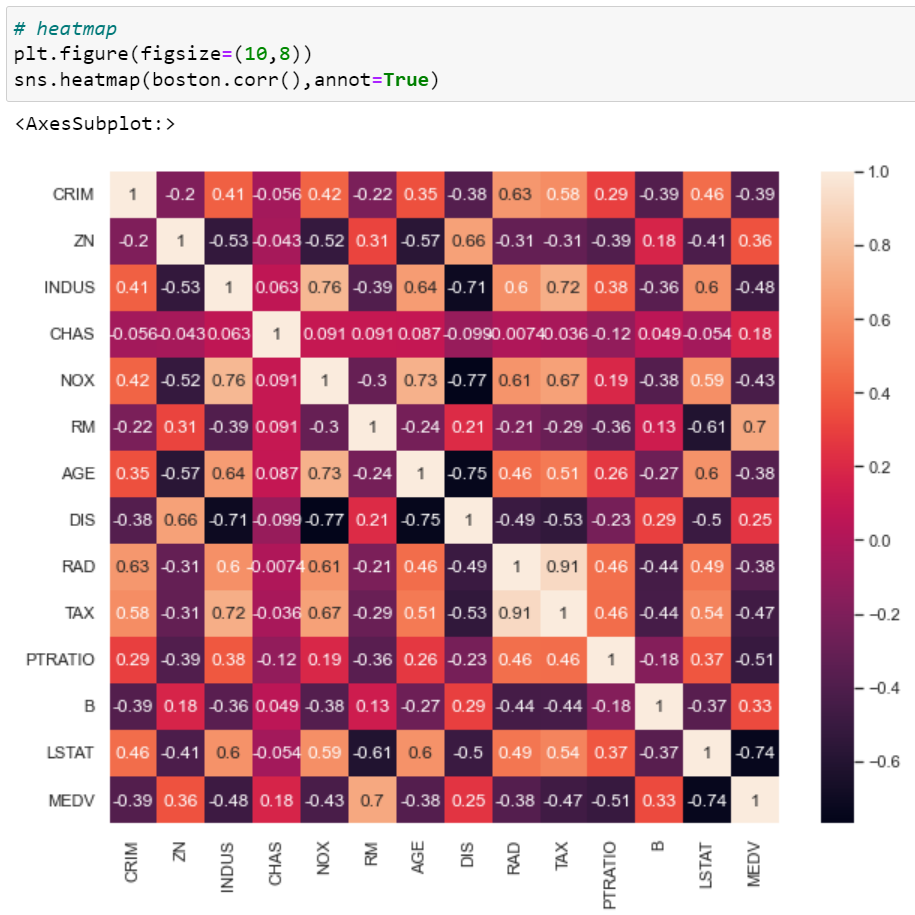 # heatmap
plt.figure(figsize=(10,8))
sns.heatmap(boston.corr(),annot=True)
<AxesSubplot:>
CRIM 1 -0.2 0.41 -0.056 0.42 -0.22 0.35 -0.38 0.63 0.58 0.29 -0.39 0.46 -0.39
ZN -0.2 1 -0.53 -0.043 -0.52 0.31 -0.57 0.66 -0.31 -0.31 -0.39 0.18 -0.41 0.36
INDUS 0.41 -0.53 1 0.063 0.76 -0.39 0.64 -0.71 0.6 0.72 0.38 -0.36 0.6 -0.48
CHAS -0.056 -0.043 0.063 1 0.091 0.091 0.087 -0.099 -0.0074 -0.036 -0.12 0.049 -0.054 0.18
NOX 0.42 -0.52 0.76 0.091 1 -0.3 0.73 -0.77 0.61 0.67 0.19 -0.38 0.59 -0.43
RM -0.22 0.31 -0.39 0.091 -0.3 1 -0.24 0.21 -0.21 -0.29 -0.36 0.13 -0.61 0.7
AGE 0.35 -0.57 0.64 0.087 0.73 -0.24 1 -0.75 0.46 0.51 0.26 -0.27 0.6 -0.38
DIS -0.38 0.66 -0.71 -0.099 -0.77 0.21 -0.75 1 -0.49 -0.53 -0.23 0.29 -0.5 0.25
RAD 0.63 -0.31 0.6 -0.0074 0.61 -0.21 0.46 -0.49 1 0.91 0.46 -0.44 0.49 -0.38
TAX 0.58 -0.31 0.72 -0.036 0.67 -0.29 0.51 -0.53 0.91 1 0.46 -0.44 0.54 -0.47
PTRATIO 0.29 -0.39 0.38 -0.12 0.19 -0.36 0.26 -0.23 0.46 0.46 1 -0.18 0.37 -0.51
B -0.39 0.18 -0.36 0.049 -0.38 0.13 -0.27 0.29 -0.44 -0.44 -0.18 1 -0.37 0.33
LSTAT 0.46 -0.41 0.6 -0.054 0.59 -0.61 0.6 -0.5 0.49 0.54 0.37 -0.37 1 -0.74
MEDV -0.39 0.36 -0.48 0.18 -0.43 0.7 -0.38 0.25 -0.38 -0.47 -0.51 0.33 -0.74 1
CRIM ZN INDUS CHAS NOX RM AGE DIS RAD TAX PTRATIO B LSTAT MEDV
1.0
0.8
0.6
0.4
0.2
0.0
−0.2
−0.4
−0.6